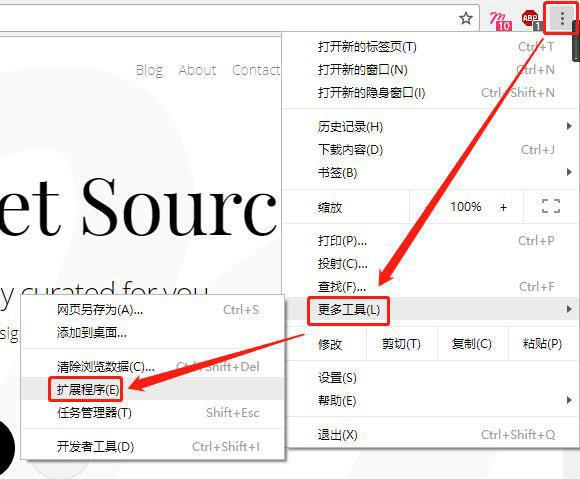 ABP
10
1
打开新的标签页(T) Ctrl+T
打开新的窗口(N) Ctrl+N
打开新的隐身窗口(I) Ctrl+Shift+N
历史记录(H)
下载内容(D) Ctrl+J
书签(B)
缩放 100% +
打印(P)... Ctrl+P
投射(C)...
查找(F)... Ctrl+F
更多工具(L)
修改 剪切(T) 复制(C) 粘贴(P)
设置(S)
帮助(E)
退出(X) Ctrl+Shift+Q
Blog About Contact
et Sourc
y curated for you
sig
网页另存为(A)... Ctrl+S
添加到桌面...
清除浏览数据(C)... Ctrl+Shift+Del
扩展程序(E)
任务管理器(T) Shift+Esc
开发者工具(D) Ctrl+Shift+I